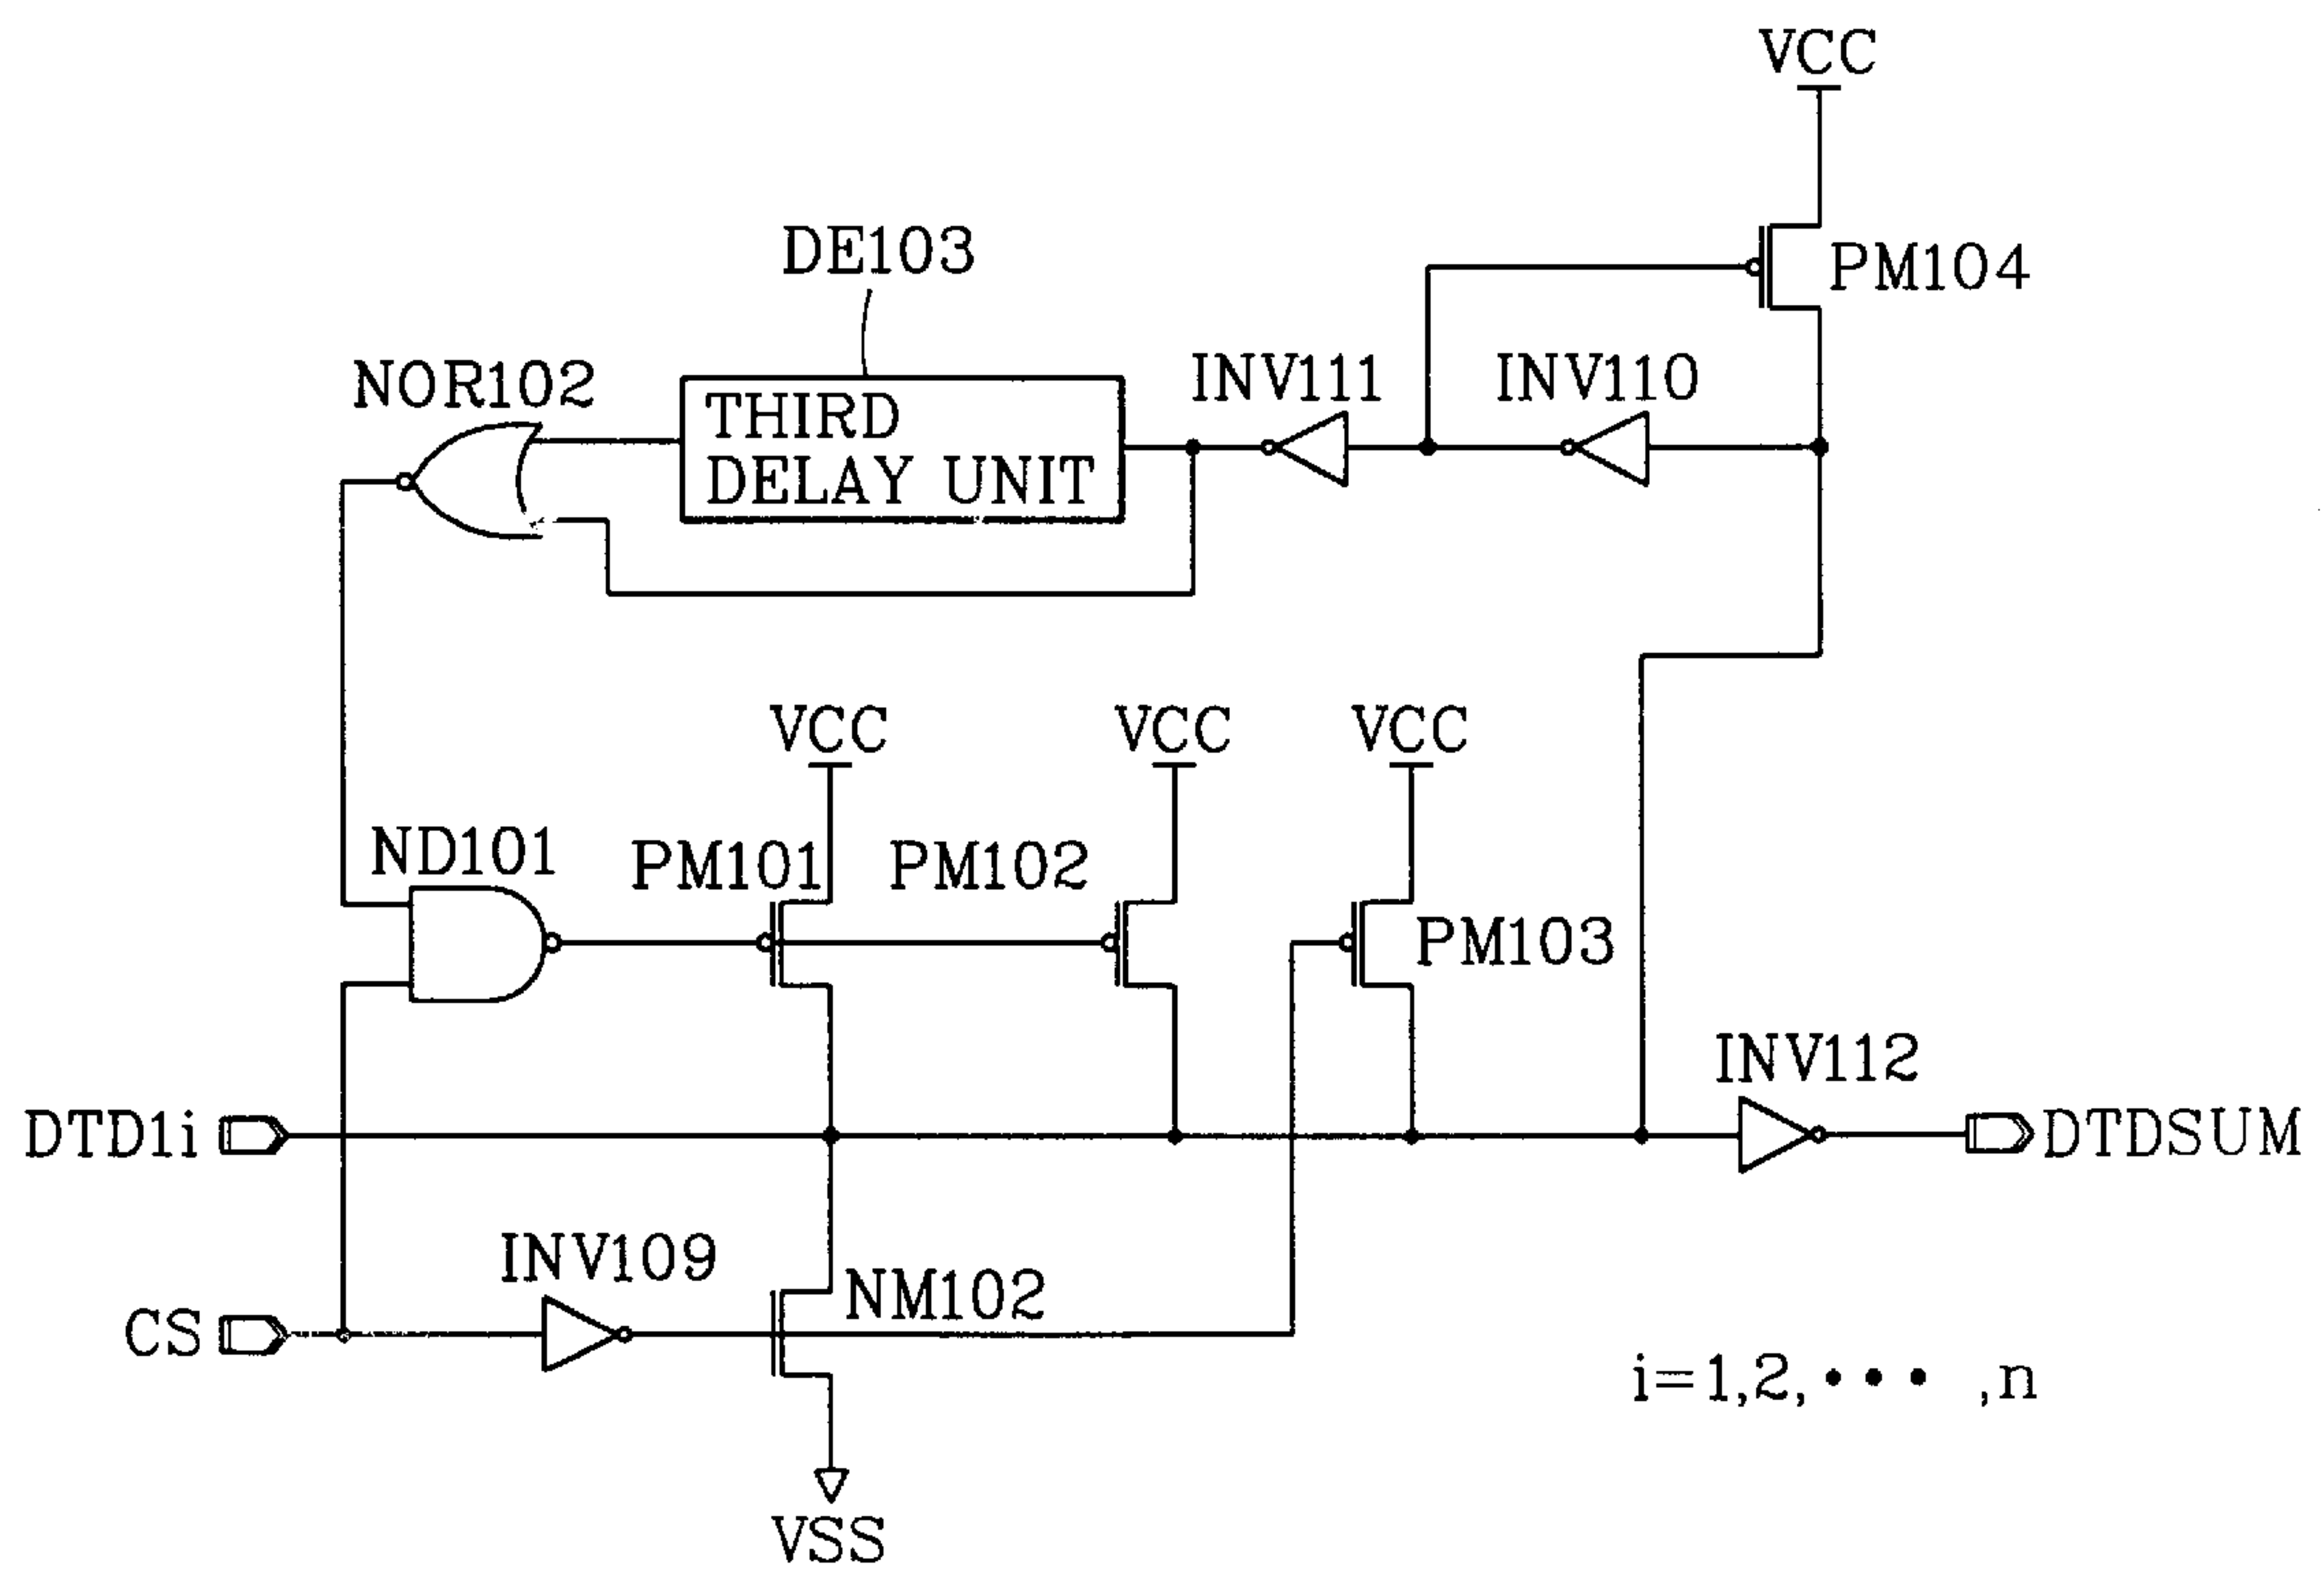 VCC
DE103
PM104
NOR102
THIRD
DELAY UNIT
INV111
INV110
VCC
VCC
VCC
ND101
PM101
PM102
PM103
INV112
DTD1i
DTDSUM
INV109
NM102
CS
i=1,2,••• ,n
VSS